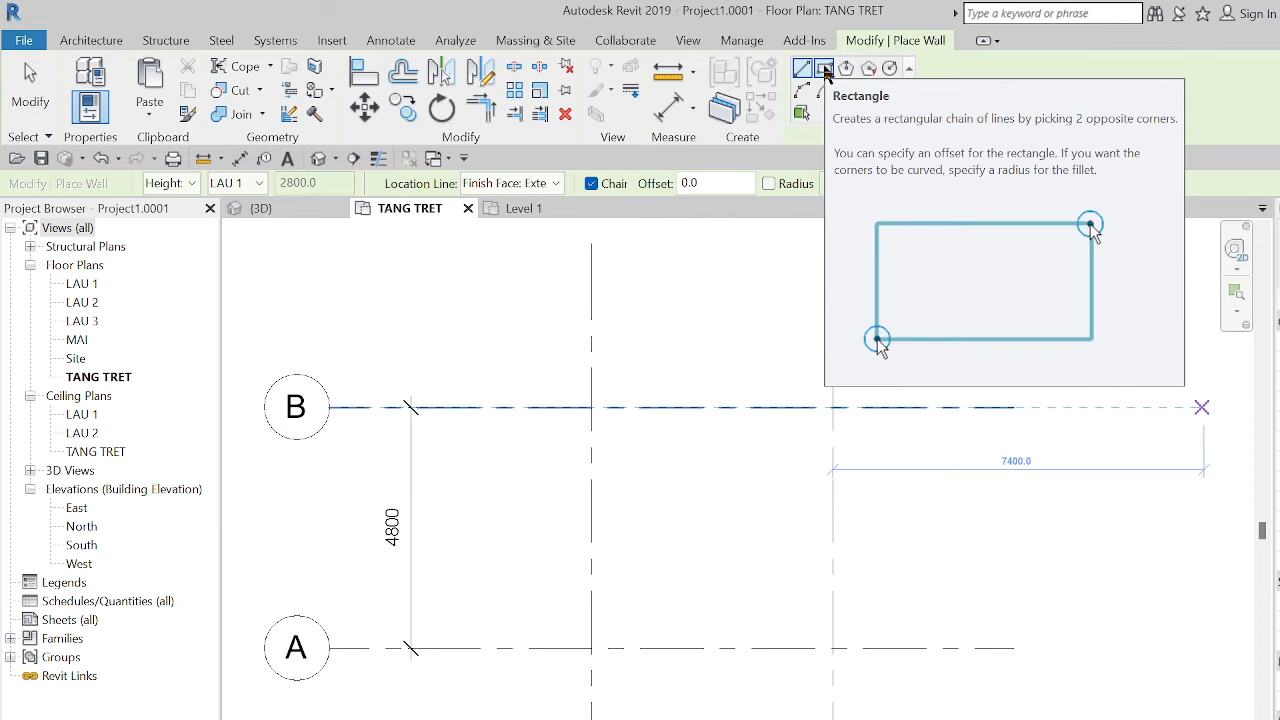 Autodesk Revit 2019 - Project1.0001 - Floor Plan: TANG TRET
Type a keyword or phrase
Sign In
File Architecture Structure Steel Systems Insert Annotate Analyze Massing & Site Collaborate View Manage Add-Ins Modify | Place Wall
Modify
Paste
Cope
Cut
Join
Select Properties Clipboard Geometry Modify View Measure Create
Rectangle
Creates a rectangular chain of lines by picking 2 opposite corners.
You can specify an offset for the rectangle. If you want the
corners to be curved, specify a radius for the fillet.
Modify | Place Wall Height: LAU 1 2800.0 Location Line: Finish Face: Exte Chair Offset: 0.0 Radius
Project Browser - Project1.0001
{3D} TANG TRET Level 1
Views (all)
Structural Plans
Floor Plans
LAU 1
LAU 2
LAU 3
MAI
Site
TANG TRET
Ceiling Plans
LAU 1
LAU 2
TANG TRET
3D Views
Elevations (Building Elevation)
East
North
South
West
Legends
Schedules/Quantities (all)
Sheets (all)
Families
Groups
Revit Links
2D
B
7400.0
4800
A